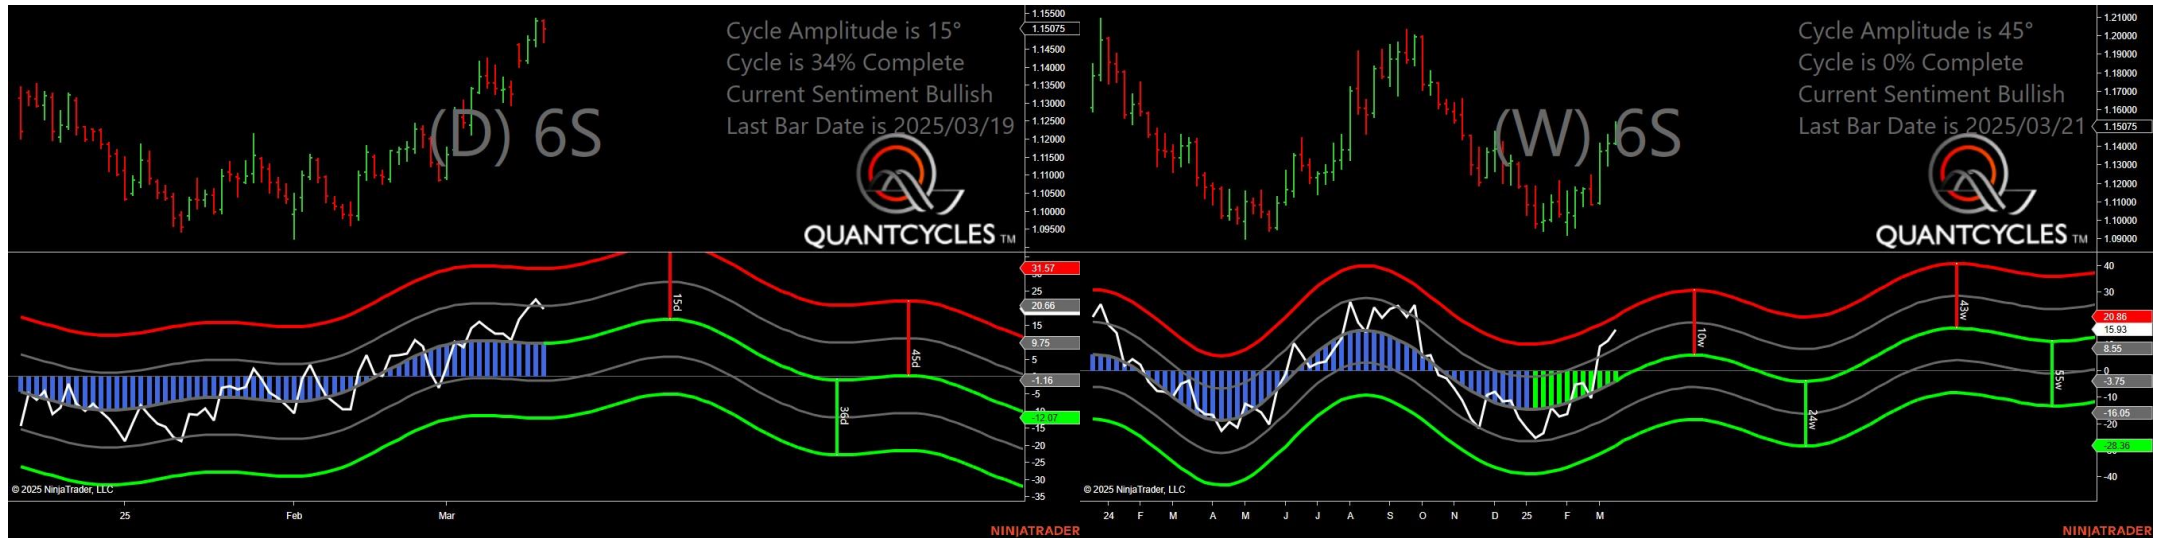 Cycle Amplitude is 15°
Cycle is 34% Complete
Current Sentiment Bullish
Last Bar Date is 2025/03/19
(D) 6S
QUANTCYCLES TM
1.15500
1.15075
1.14500
1.14000
1.13500
1.13000
1.12500
1.12000
1.11500
1.11000
1.10500
1.10000
1.09500
31.57
25
20.66
15
9.75
5
-1.16
-5
-12.07
-15
-20
-25
-30
-35
15d
36d
45d
© 2025 NinjaTrader, LLC
25
Feb
Mar
NINJATRADER
Cycle Amplitude is 45°
Cycle is 0% Complete
Current Sentiment Bullish
Last Bar Date is 2025/03/21
(W) 6S
QUANTCYCLES TM
1.21000
1.20000
1.19000
1.18000
1.17000
1.16000
1.15075
1.14000
1.13000
1.12000
1.11000
1.10000
1.09000
40
30
20.86
15.93
8.55
0
-3.75
-10
-16.05
-20
-28.36
-40
10w
24w
43w
55w
© 2025 NinjaTrader, LLC
24
F
M
A
M
J
J
A
S
O
N
D
25
F
M
NINJATRADER